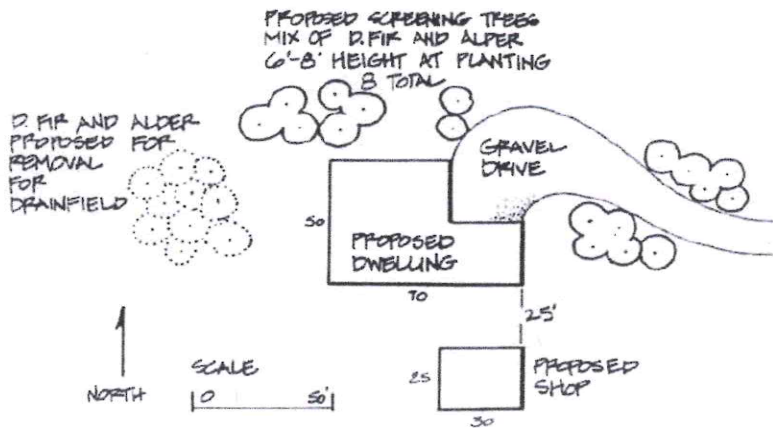 PROPOSED SCREENING TREES
MIX OF D.FIR AND ALDER
6'-8' HEIGHT AT PLANTING
8 TOTAL
D. FIR AND ALDER
PROPOSED FOR
REMOVAL
FOR
DRAINFIELD
GRAVEL
DRIVE
50
PROPOSED
DWELLING
70
25'
NORTH
SCALE
0 50'
25
30
PROPOSED
SHOP